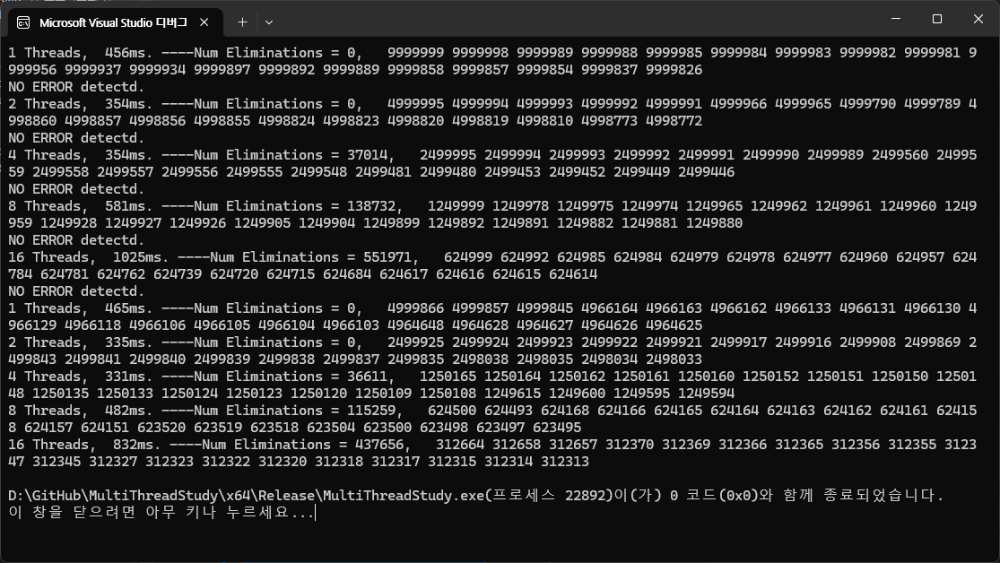 Microsoft Visual Studio 디버그
1 Threads,  456ms. ----Num Eliminations = 0,   9999999 9999998 9999989 9999988 9999985 9999984 9999983 9999982 9999981 9
999956 9999937 9999934 9999897 9999892 9999889 9999858 9999857 9999854 9999837 9999826
NO ERROR detectd.
2 Threads,  354ms. ----Num Eliminations = 0,   4999995 4999994 4999993 4999992 4999991 4999966 4999965 4999790 4999789 4
998860 4998857 4998856 4998855 4998824 4998823 4998820 4998819 4998810 4998773 4998772
NO ERROR detectd.
4 Threads,  354ms. ----Num Eliminations = 37014,   2499995 2499994 2499993 2499992 2499991 2499990 2499989 2499560 24995
59 2499558 2499557 2499556 2499555 2499548 2499481 2499480 2499453 2499452 2499449 2499446
NO ERROR detectd.
8 Threads,  581ms. ----Num Eliminations = 138732,   1249999 1249978 1249975 1249974 1249965 1249962 1249961 1249960 1249
959 1249928 1249927 1249926 1249905 1249904 1249899 1249892 1249891 1249882 1249881 1249880
NO ERROR detectd.
16 Threads,  1025ms. ----Num Eliminations = 551971,   624999 624992 624985 624984 624979 624978 624977 624960 624957 624
784 624781 624762 624739 624720 624715 624684 624617 624616 624615 624614
NO ERROR detectd.
1 Threads,  465ms. ----Num Eliminations = 0,   4999866 4999857 4999845 4966164 4966163 4966162 4966133 4966131 4966130 4
966129 4966118 4966106 4966105 4966104 4966103 4964648 4964628 4964627 4964626 4964625
2 Threads,  335ms. ----Num Eliminations = 0,   2499925 2499924 2499923 2499922 2499921 2499917 2499916 2499908 2499869 2
499843 2499841 2499840 2499839 2499838 2499837 2499835 2498038 2498035 2498034 2498033
4 Threads,  331ms. ----Num Eliminations = 36611,   1250165 1250164 1250162 1250161 1250160 1250152 1250151 1250150 12501
48 1250135 1250133 1250124 1250123 1250120 1250109 1250108 1249615 1249600 1249595 1249594
8 Threads,  482ms. ----Num Eliminations = 115259,   624500 624493 624168 624166 624165 624164 624163 624162 624161 62415
8 624157 624151 623520 623519 623518 623504 623500 623498 623497 623495
16 Threads,  832ms. ----Num Eliminations = 437656,   312664 312658 312657 312370 312369 312366 312365 312356 312355 3123
47 312345 312327 312323 312322 312320 312318 312317 312315 312314 312313
D:\GitHub\MultiThreadStudy\x64\Release\MultiThreadStudy.exe(프로세스 22892)이(가) 0 코드(0x0)와 함께 종료되었습니다.
이 창을 닫으려면 아무 키나 누르세요...